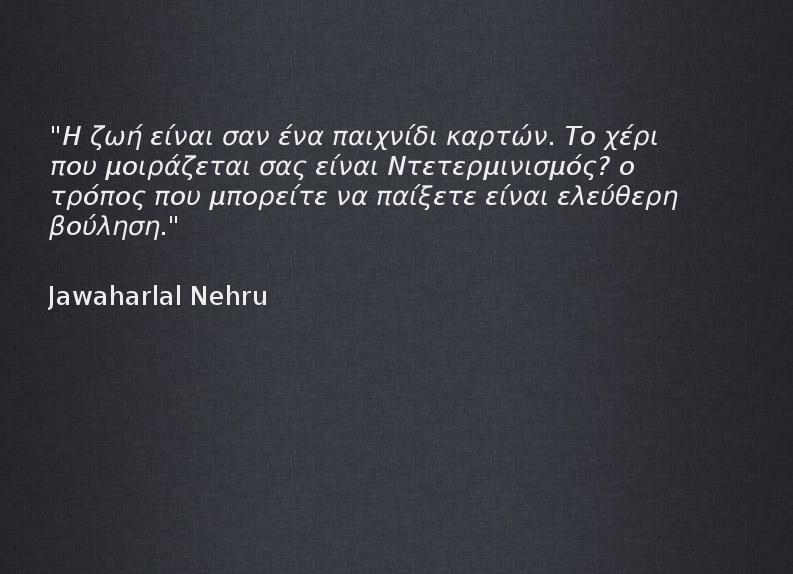 "Η ζωή είναι σαν ένα παιχνίδι καρτών. Το χέρι
που μοιράζεται σας είναι Ντετερμινισμός? ο
τρόπος που μπορείτε να παίξετε είναι ελεύθερη
βούληση."
Jawaharlal Nehru